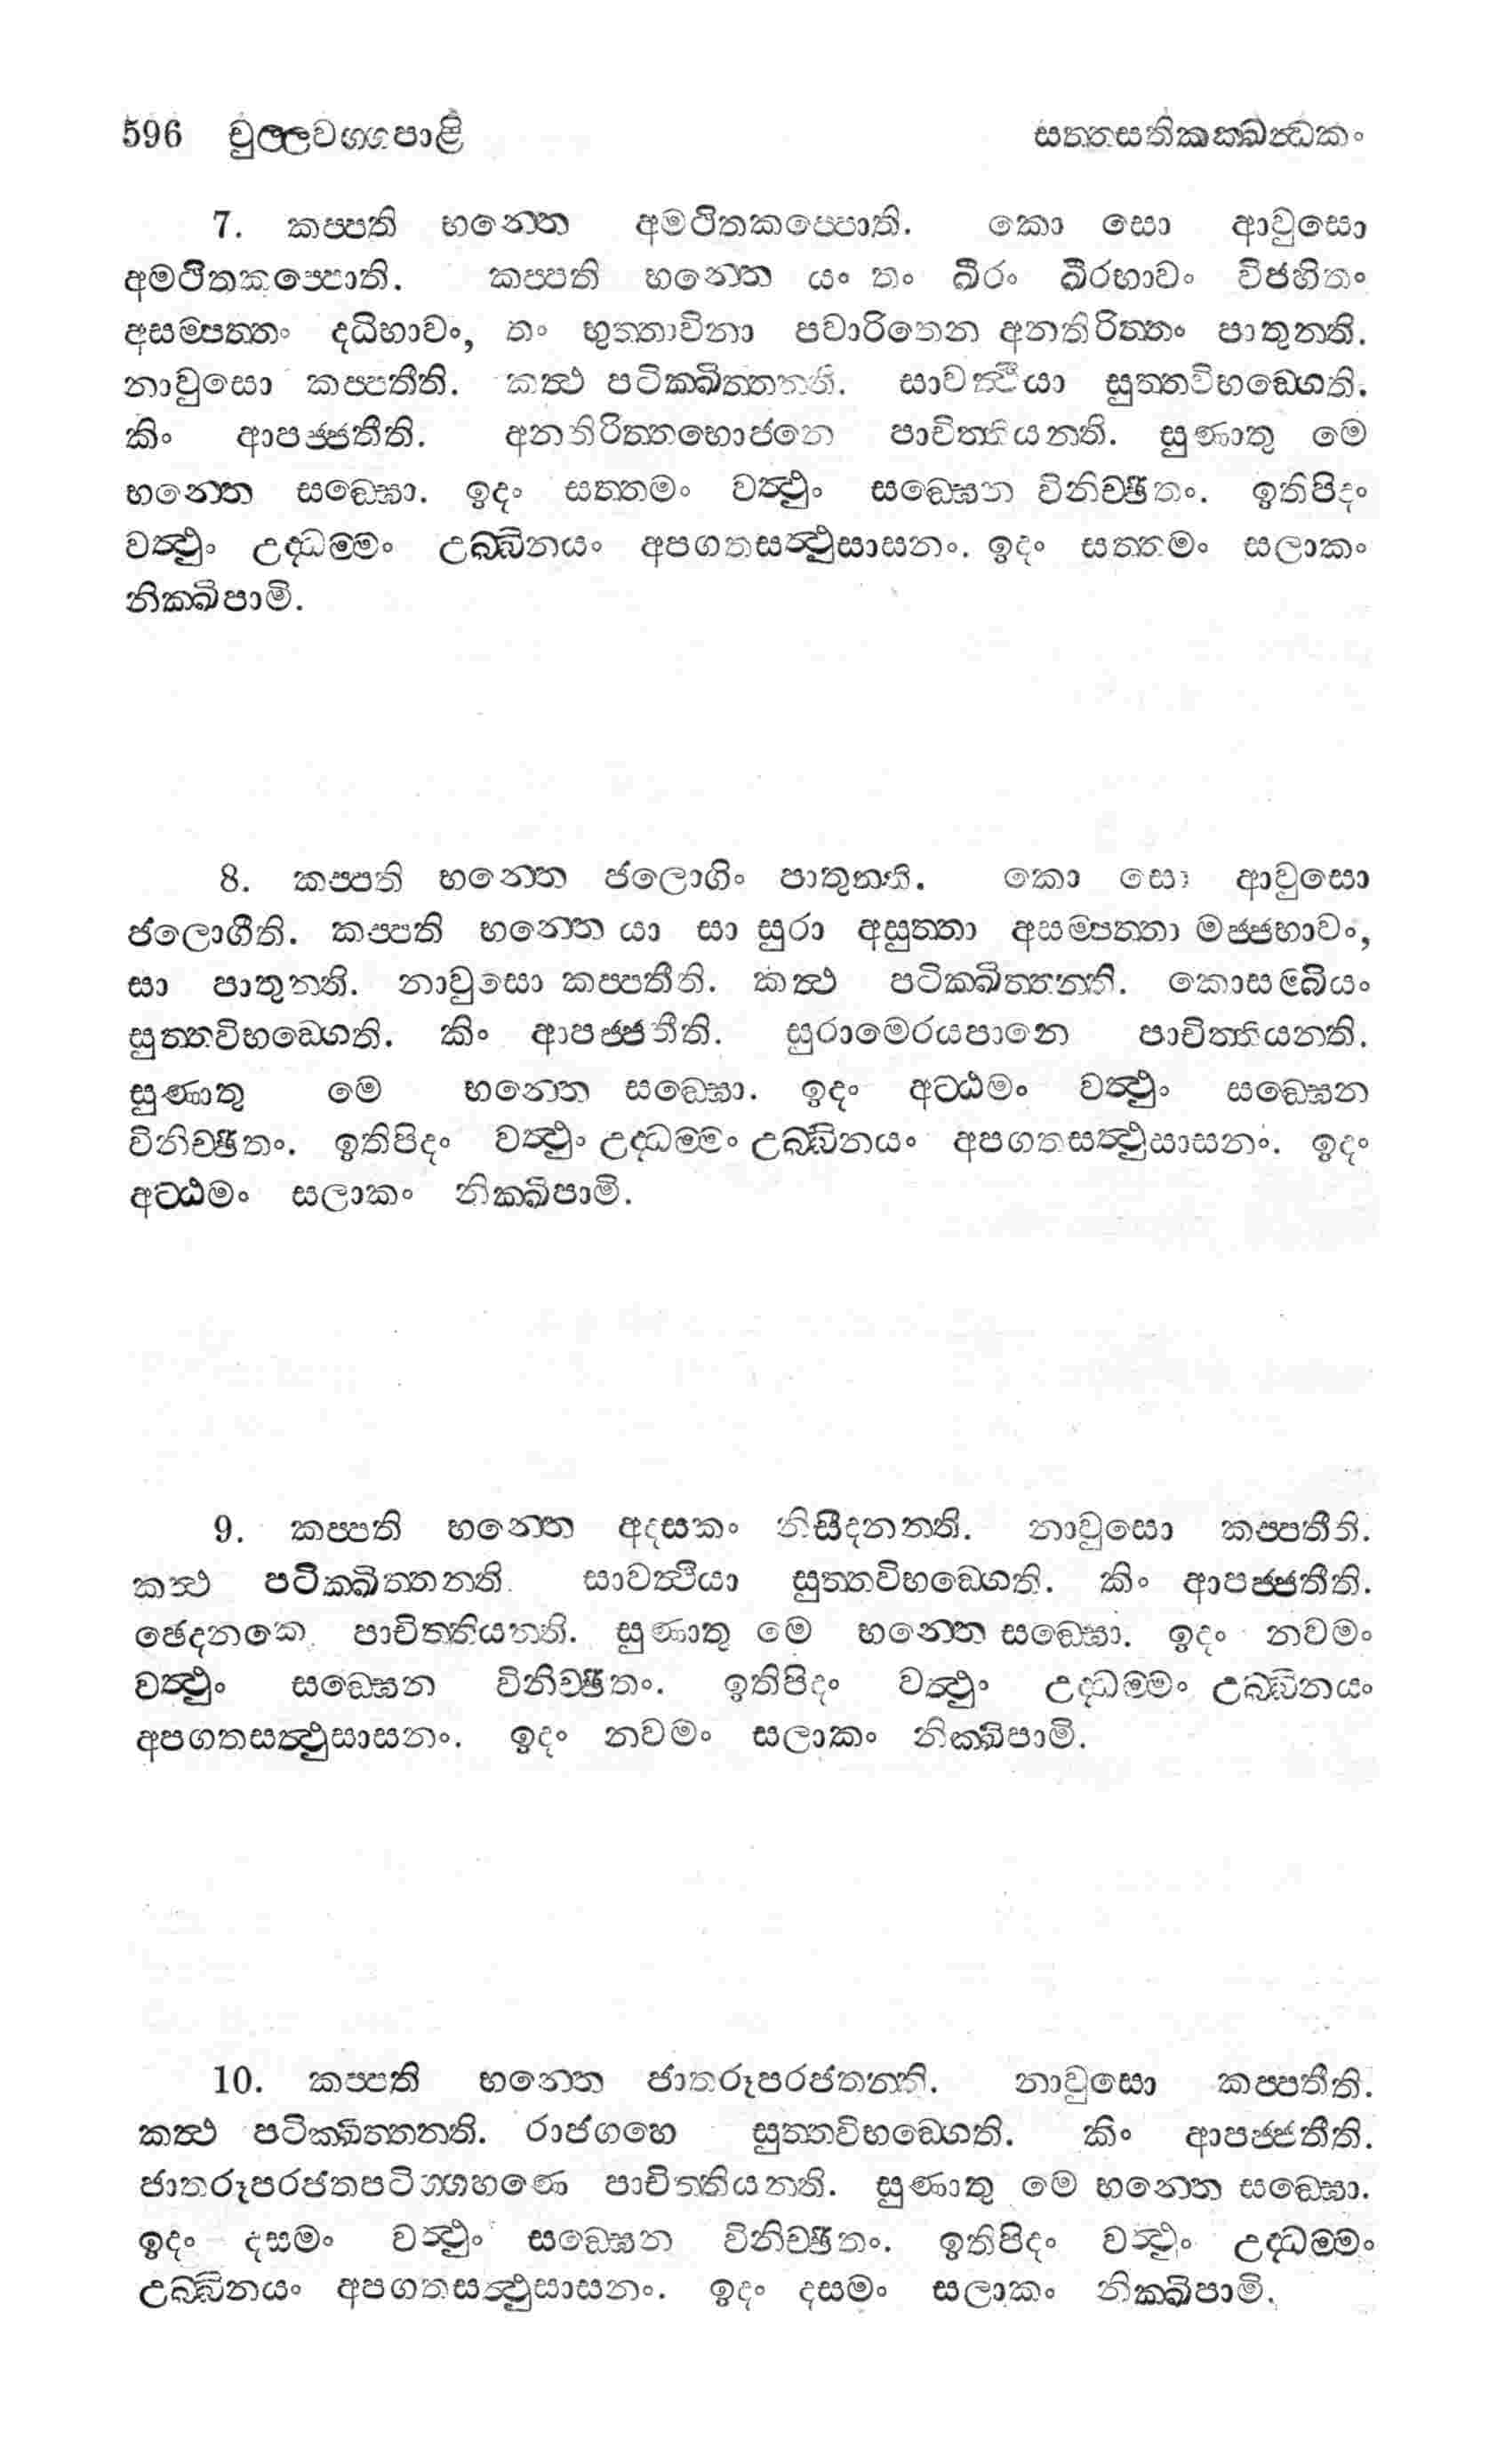 596 චුල්ලවග්ගපාළි සත්තසතිකක්ඛන්ධකං
7. කප්පති භන්තෙ අමථිතකප්පොති. කො සො ආවුසො
අමථිතකප්පොති. කප්පති භන්තෙ යං තං ඛීරං ඛීරභාවං විජහිතං
අසම්පත්තං දධිභාවං, තං භුත්තාවිනා පවාරිතෙන අනතිරිත්තං පාතුන්ති.
නාවුසො කප්පතීති. කත්ථ පටික්ඛිත්තන්ති. සාවත්ථියා සුත්තවිභඞ්ගෙති.
කිං ආපජ්ජතීති. අනතිරිත්තභොජනෙ පාචිත්තියන්ති. සුණාතු මෙ
භන්තෙ සඞ්ඝො. ඉදං සත්තමං වත්ථුං සඞ්ඝෙන විනිච්ඡිතං. ඉතිපිදං
වත්ථුං උද්ධම්මං උබ්බිනයං අපගතසත්ථුසාසනං. ඉදං සත්තමං සලාකං
නික්ඛිපාමි.
8. කප්පති භන්තෙ ජලොගිං පාතුන්ති. කො සො ආවුසො
ජලොගීති. කප්පති භන්තෙ යා සා සුරා අසුත්තා අසම්පත්තා මජ්ජභාවං,
සා පාතුන්ති. නාවුසො කප්පතීති. කත්ථ පටික්ඛිත්තන්ති. කොසම්බියං
සුත්තවිභඞ්ගෙති. කිං ආපජ්ජතීති. සුරාමෙරයපානෙ පාචිත්තියන්ති.
සුණාතු මෙ භන්තෙ සඞ්ඝො. ඉදං අට්ඨමං වත්ථුං සඞ්ඝෙන
විනිච්ඡිතං. ඉතිපිදං වත්ථුං උද්ධම්මං උබ්බිනයං අපගතසත්ථුසාසනං. ඉදං
අට්ඨමං සලාකං නික්ඛිපාමි.
9. කප්පති භන්තෙ අදසකං නිසීදනන්ති. නාවුසො කප්පතීති.
කත්ථ පටික්ඛිත්තන්ති. සාවත්ථියා සුත්තවිභඞ්ගෙති. කිං ආපජ්ජතීති.
ඡෙදනකෙ පාචිත්තියන්ති. සුණාතු මෙ භන්තෙ සඞ්ඝො. ඉදං නවමං
වත්ථුං සඞ්ඝෙන විනිච්ඡිතං. ඉතිපිදං වත්ථුං උද්ධම්මං උබ්බිනයං
අපගතසත්ථුසාසනං. ඉදං නවමං සලාකං නික්ඛිපාමි.
10. කප්පති භන්තෙ ජාතරූපරජතන්ති. නාවුසො කප්පතීති.
කත්ථ පටික්ඛිත්තන්ති. රාජගහෙ සුත්තවිභඞ්ගෙති. කිං ආපජ්ජතීති.
ජාතරූපරජතපටිග්ගහණෙ පාචිත්තියන්ති. සුණාතු මෙ භන්තෙ සඞ්ඝො.
ඉදං දසමං වත්ථුං සඞ්ඝෙන විනිච්ඡිතං. ඉතිපිදං වත්ථුං උද්ධම්මං
උබ්බිනයං අපගතසත්ථුසාසනං. ඉදං දසමං සලාකං නික්ඛිපාමි.